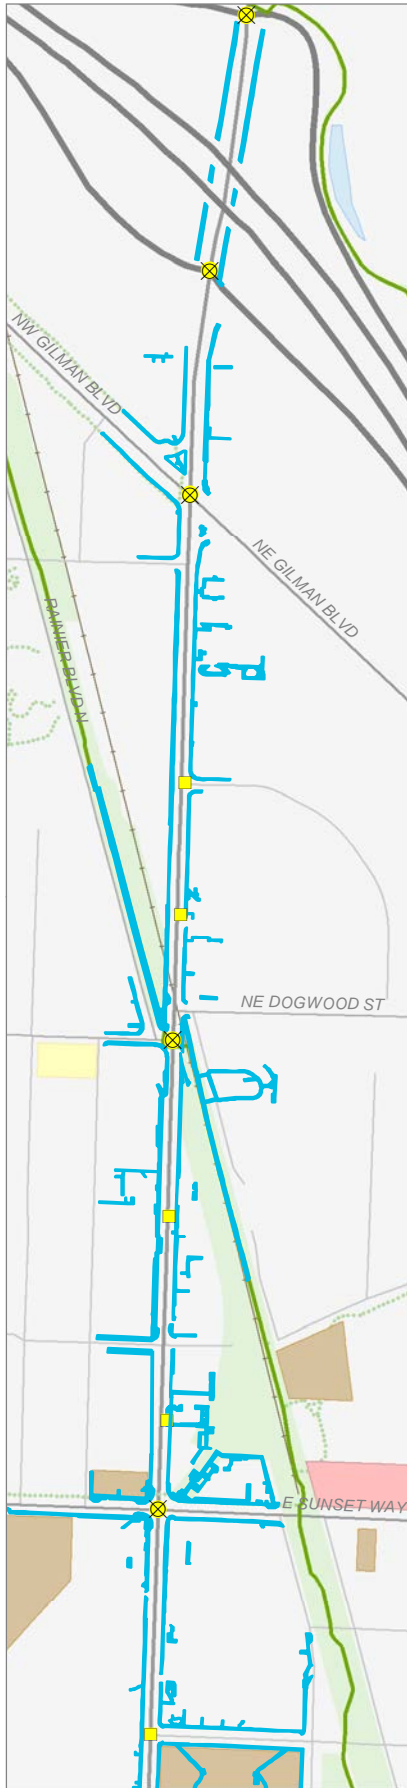 NW GILMAN BLVD
NE GILMAN BLVD
RAINIER BLVD N
NE DOGWOOD ST
E SUNSET WAY